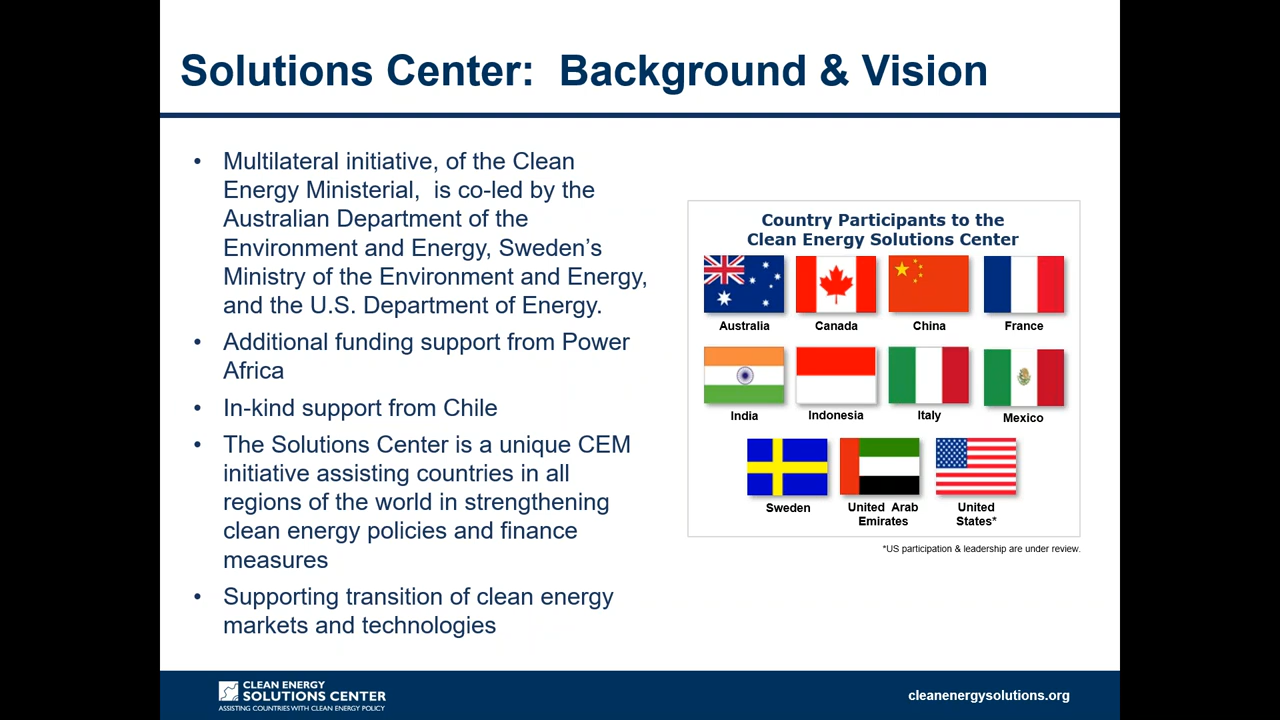 Solutions Center:  Background & Vision
• Multilateral initiative, of the Clean
Energy Ministerial,  is co-led by the
Australian Department of the
Environment and Energy, Sweden’s
Ministry of the Environment and Energy,
and the U.S. Department of Energy.
• Additional funding support from Power
Africa
• In-kind support from Chile
• The Solutions Center is a unique CEM
initiative assisting countries in all
regions of the world in strengthening
clean energy policies and finance
measures
• Supporting transition of clean energy
markets and technologies
Country Participants to the
Clean Energy Solutions Center
Australia
Canada
China
France
India
Indonesia
Italy
Mexico
Sweden
United  Arab
Emirates
United
States*
*US participation & leadership are under review.
CLEAN ENERGY
SOLUTIONS CENTER
ASSISTING COUNTRIES WITH CLEAN ENERGY POLICY
cleanenergysolutions.org